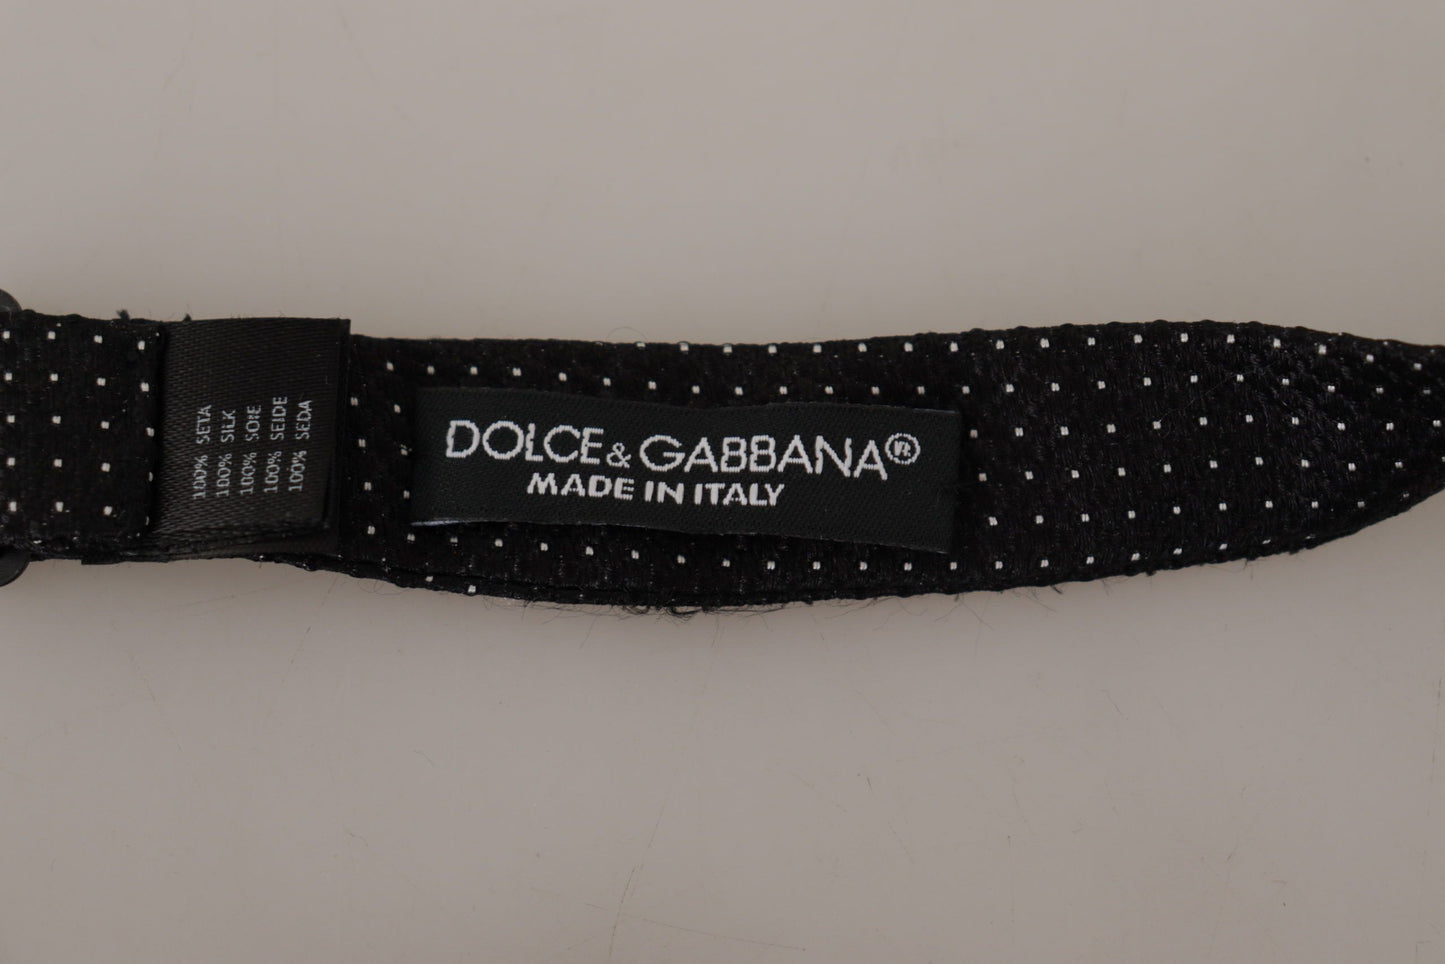 100% SETA
100% SILK
100% SOIE
100% SEIDE
100% SEDA
DOLCE & GABBANA®
MADE IN ITALY